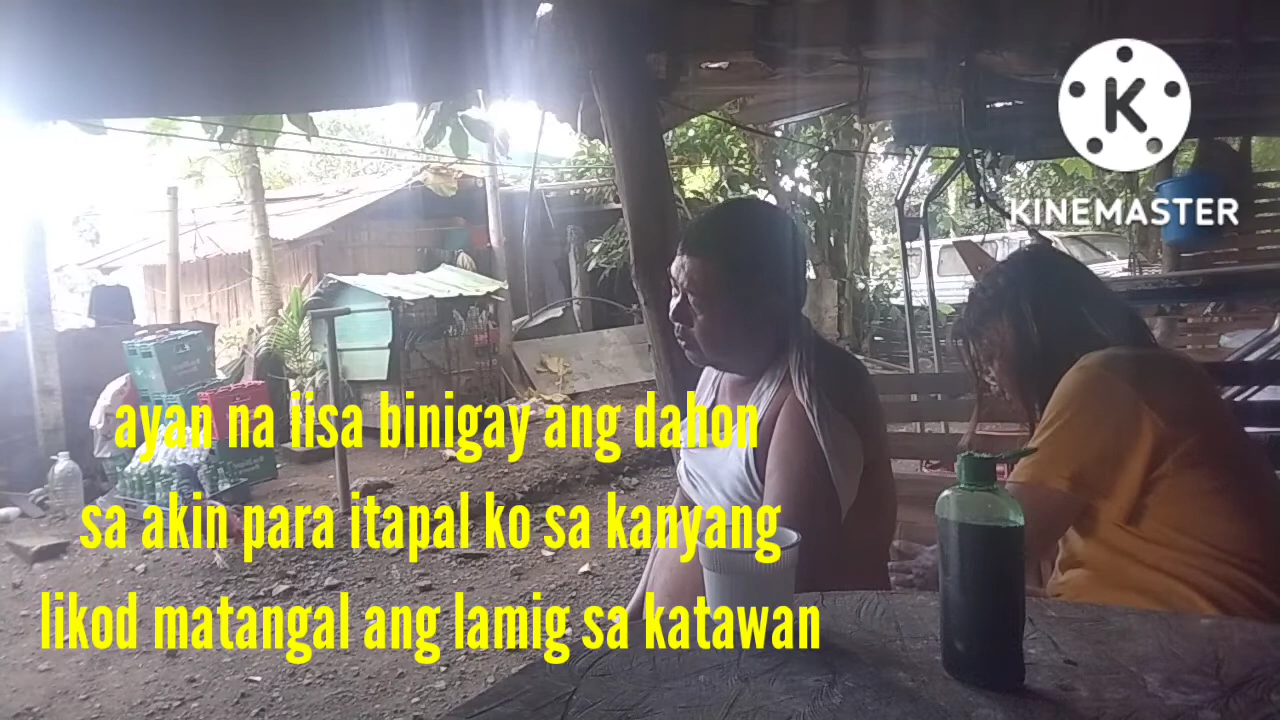 K
KINEMASTER
ayan na iisa binigay ang dahon
sa akin para itapal ko sa kanyang
likod matangal ang lamig sa katawan